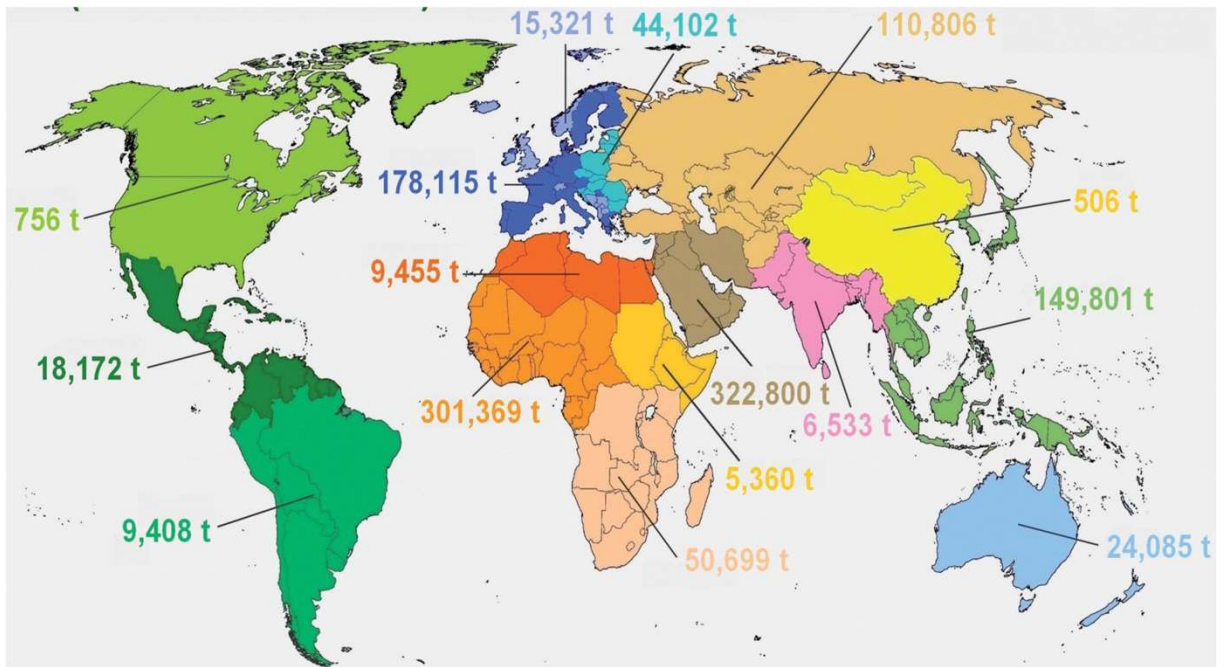 15,321 t
44,102 t
110,806 t
178,115 t
756 t
506 t
9,455 t
149,801 t
18,172 t
301,369 t
322,800 t
6,533 t
5,360 t
9,408 t
50,699 t
24,085 t